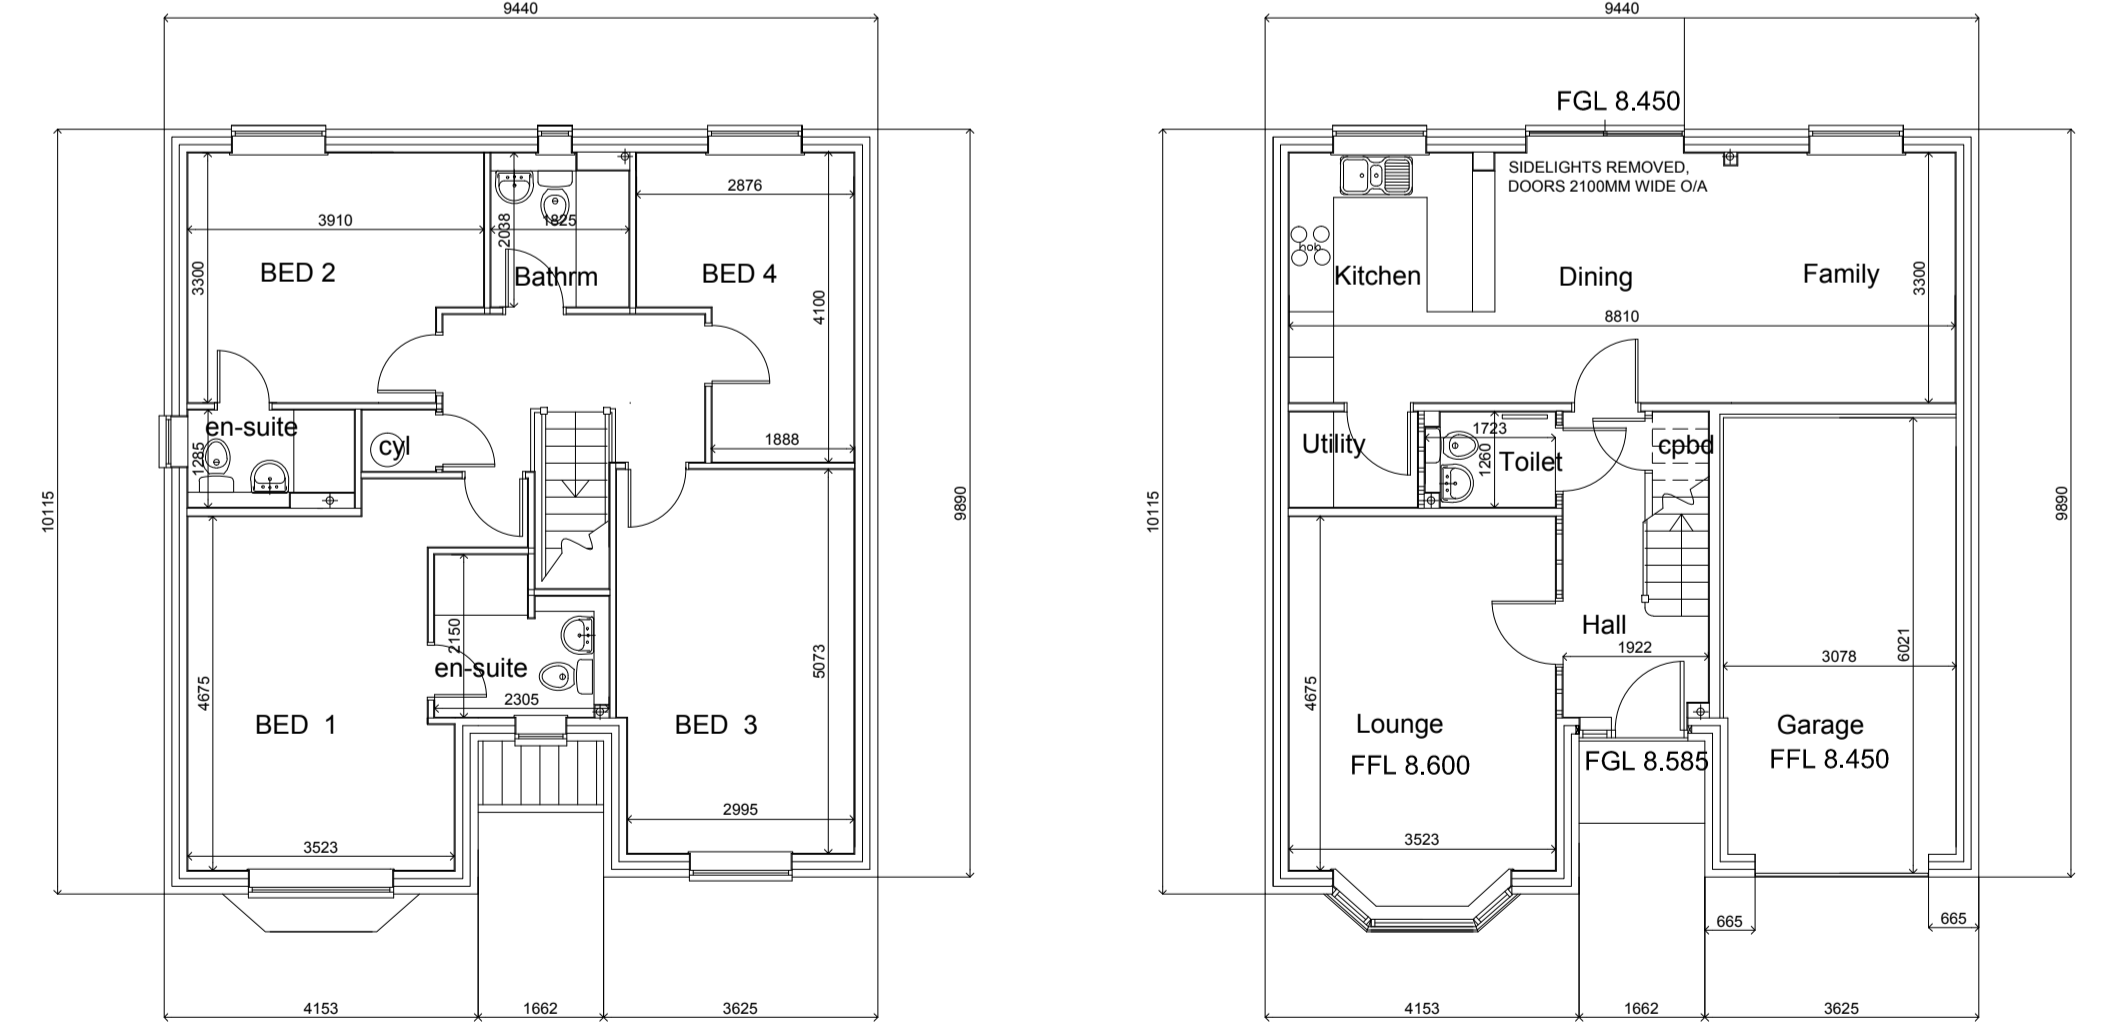 9440
3910
2038
1825
2876
BED 2
Bathrm
BED 4
3300
4100
en-suite
1285
cyl
1888
10115
9890
2150
en-suite
2305
5073
4675
BED 1
BED 3
2995
3523
4153
1662
3625
9440
FGL 8.450
SIDELIGHTS REMOVED,
DOORS 2100MM WIDE O/A
hob
Kitchen
Dining
Family
3300
8810
Utility
1723
1260
Toilet
cpbd
10115
9890
Hall
1922
6021
3078
4675
Lounge
FFL 8.600
FGL 8.585
Garage
FFL 8.450
3523
665
665
4153
1662
3625